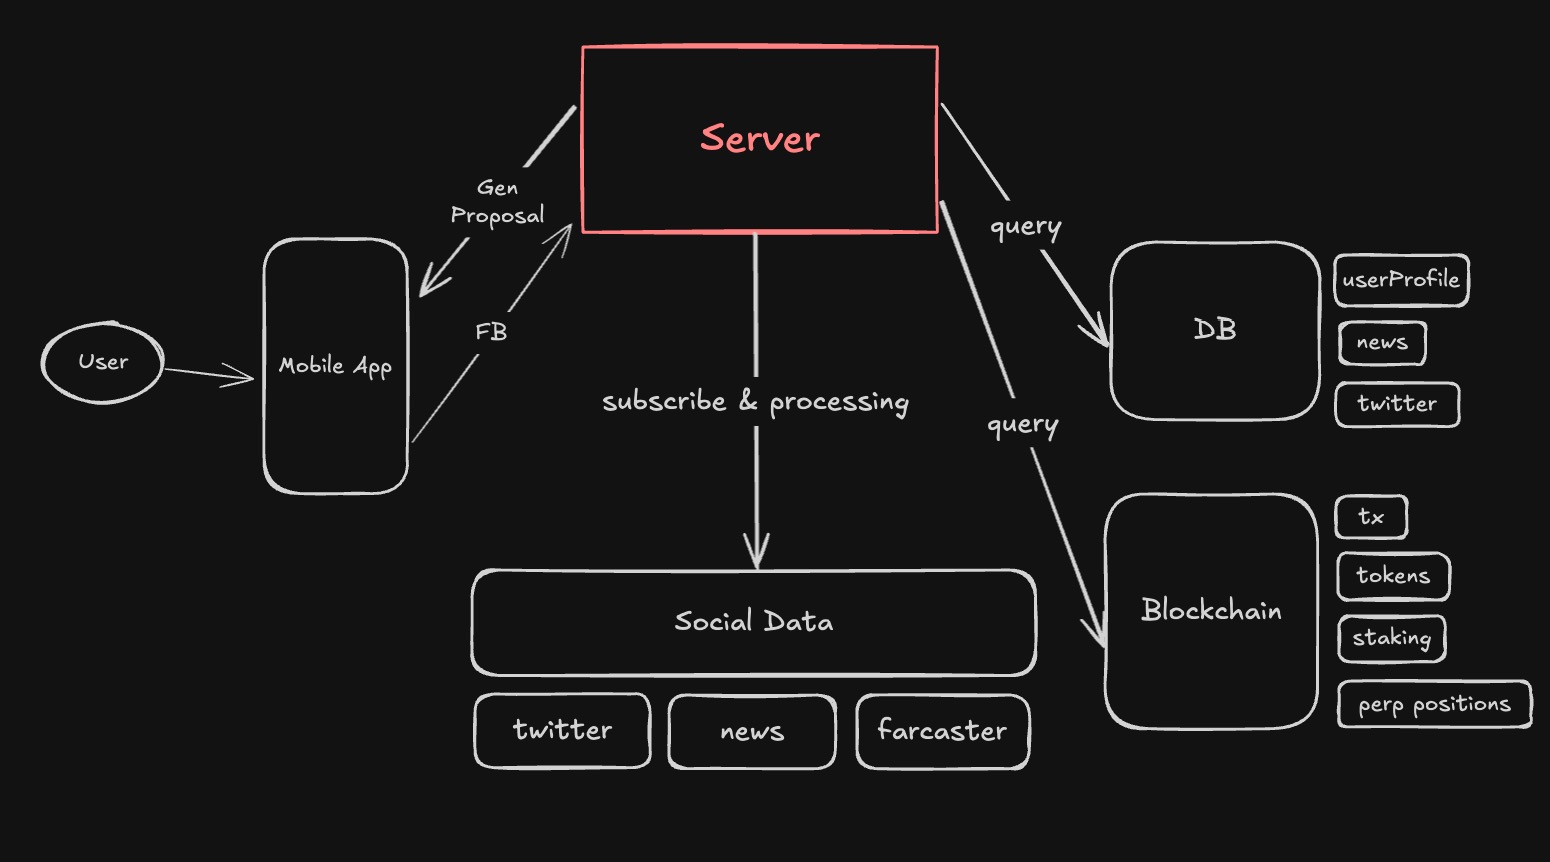 Server
Gen
Proposal
FB
User
Mobile App
subscribe & processing
query
query
DB
userProfile
news
twitter
Blockchain
tx
tokens
staking
perp positions
Social Data
twitter
news
farcaster